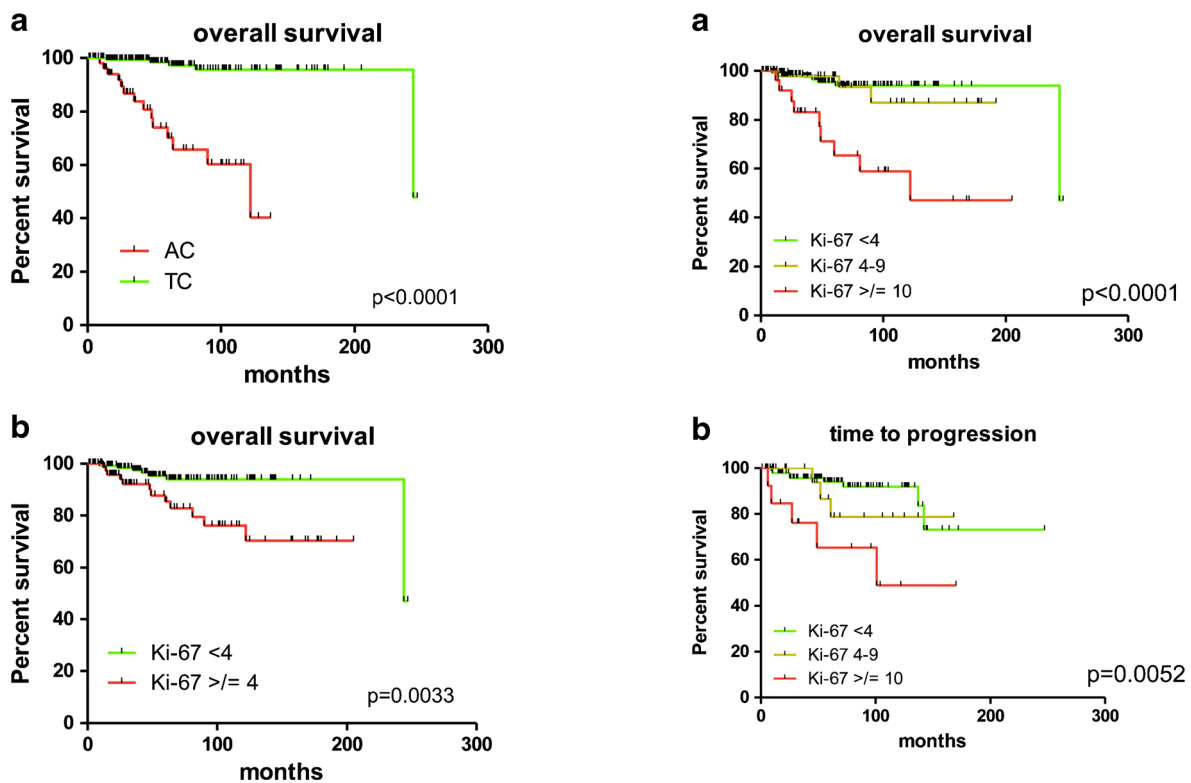 a
overall survival
Percent survival
100
80
60
40
20
0
AC
TC
p<0.0001
0 100 200 300
months
a
overall survival
Percent survival
100
80
60
40
20
0
Ki-67 <4
Ki-67 4-9
Ki-67 >/= 10
p<0.0001
0 100 200 300
months
b
overall survival
Percent survival
100
80
60
40
20
0
Ki-67 <4
Ki-67 >/= 4
p=0.0033
0 100 200 300
months
b
time to progression
Percent survival
100
80
60
40
20
0
Ki-67 <4
Ki-67 4-9
Ki-67 >/= 10
p=0.0052
0 100 200 300
months